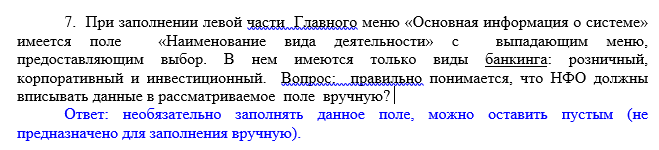 7. При заполнении левой части Главного меню «Основная информация о системе»
имеется поле «Наименование вида деятельности» с выпадающим меню,
предоставляющим выбор. В нем имеются только виды банкинга: розничный,
корпоративный и инвестиционный. Вопрос: правильно понимается, что НФО должны
вписывать данные в рассматриваемое поле вручную?
Ответ: необязательно заполнять данное поле, можно оставить пустым (не
предназначено для заполнения вручную).